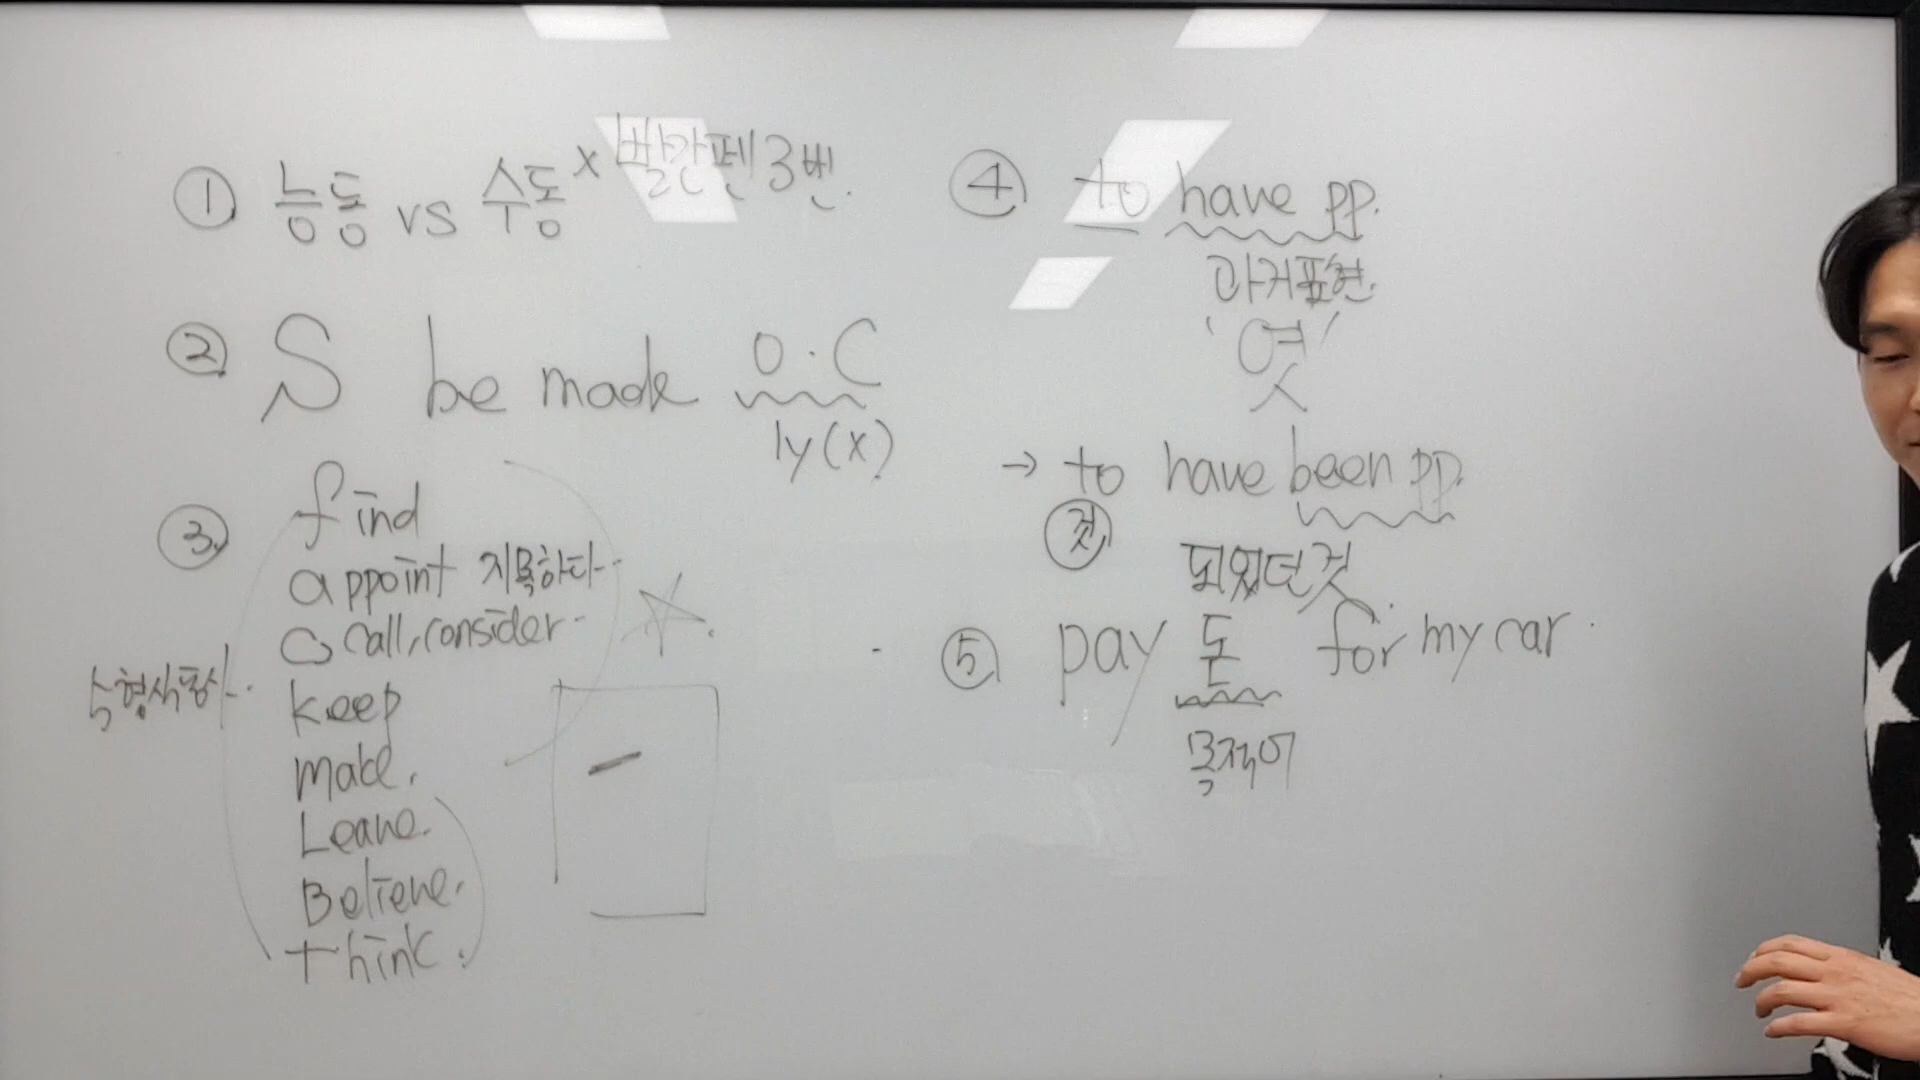 ① 능동 vs 수동 × 빨간펜 3번.
② S be made O.C
ly(x)
③ find
appoint 지목하다.
call, consider
5형식동사.
keep
make.
Leave.
Believe.
think.
④ to have pp.
과거표현.
'엿'
→ to have been pp.
것
되었던것
⑤ pay 돈 for my car.
목적어